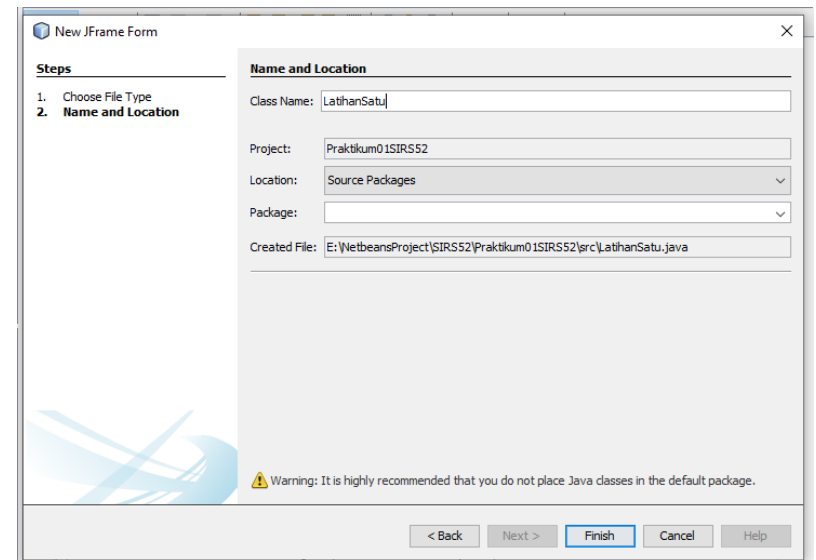 New JFrame Form
Steps
1. Choose File Type
2. Name and Location
Name and Location
Class Name: LatihanSatu
Project: Praktikum01SIRS52
Location: Source Packages
Package:
Created File: E:\NetbeansProject\SIRS52\Praktikum01SIRS52\src\LatihanSatu.java
Warning: It is highly recommended that you do not place Java classes in the default package.
< Back Next > Finish Cancel Help